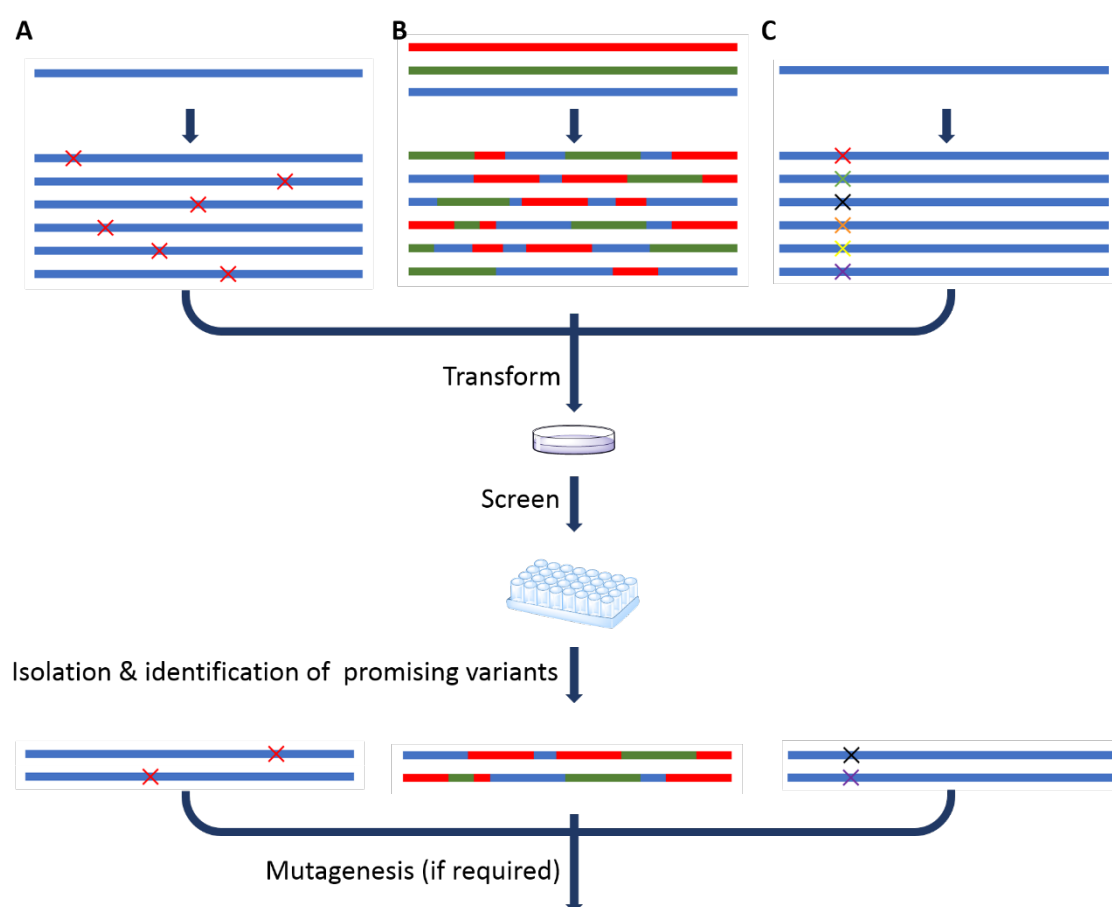 A
B
C
Transform
Screen
Isolation & identification of promising variants
Mutagenesis (if required)